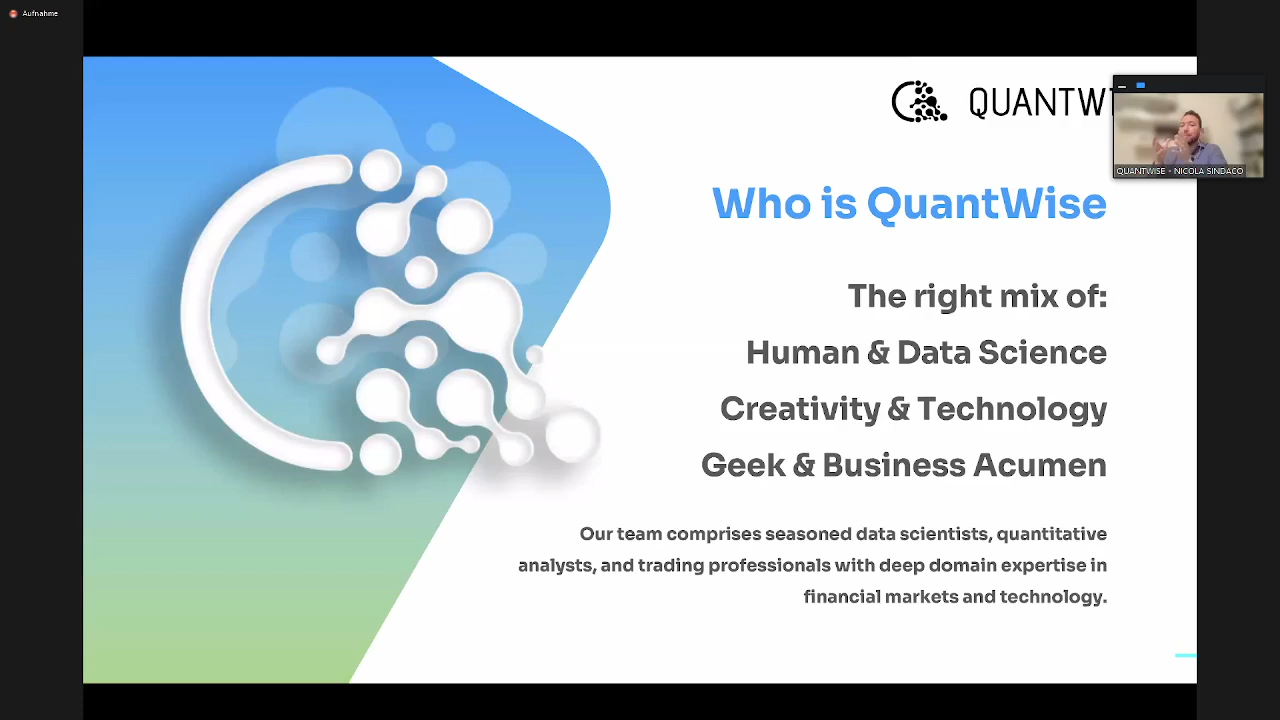 Aufnahme
QUANTWI
QUANTWISE - NICOLA SINDACO
Who is QuantWise
The right mix of:
Human & Data Science
Creativity & Technology
Geek & Business Acumen
Our team comprises seasoned data scientists, quantitative
analysts, and trading professionals with deep domain expertise in
financial markets and technology.